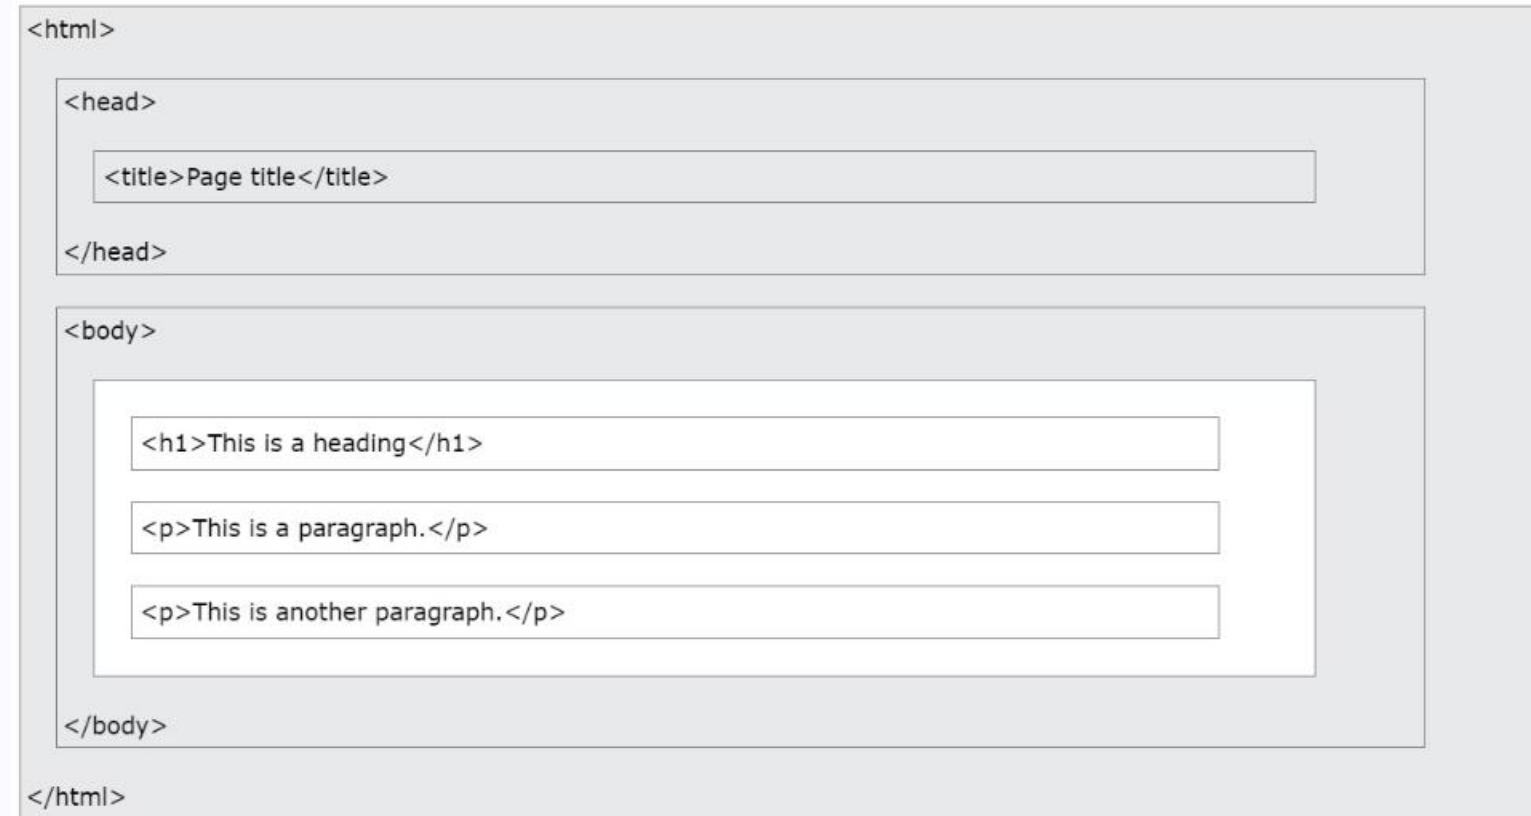 <html>
<head>
<title>Page title</title>
</head>
<body>
<h1>This is a heading</h1>
<p>This is a paragraph.</p>
<p>This is another paragraph.</p>
</body>
</html>